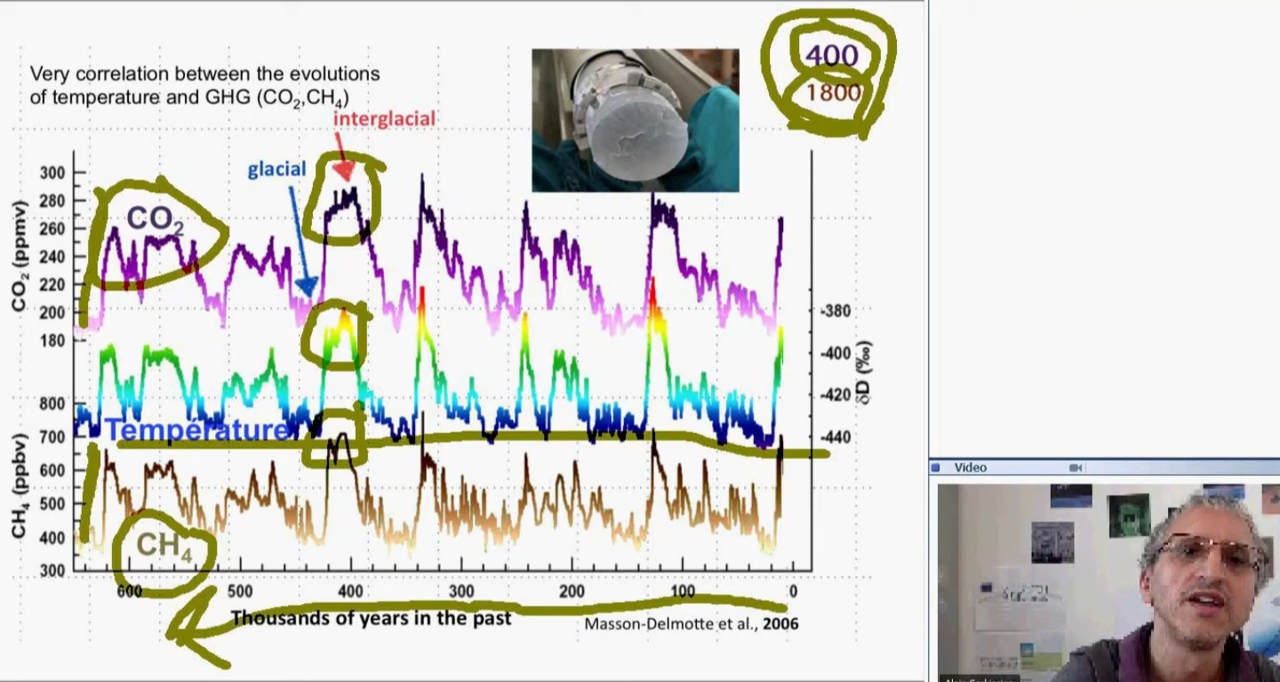 Very correlation between the evolutions
of temperature and GHG (CO₂,CH₄)
400
1800
interglacial
glacial
CO₂ (ppmv)
300
280
260
240
220
200
180
CO₂
-380
-400
-420
-440
δD (‰)
Température
CH₄ (ppbv)
800
700
600
500
400
300
CH₄
600 500 400 300 200 100 0
Thousands of years in the past
Masson-Delmotte et al., 2006
Video